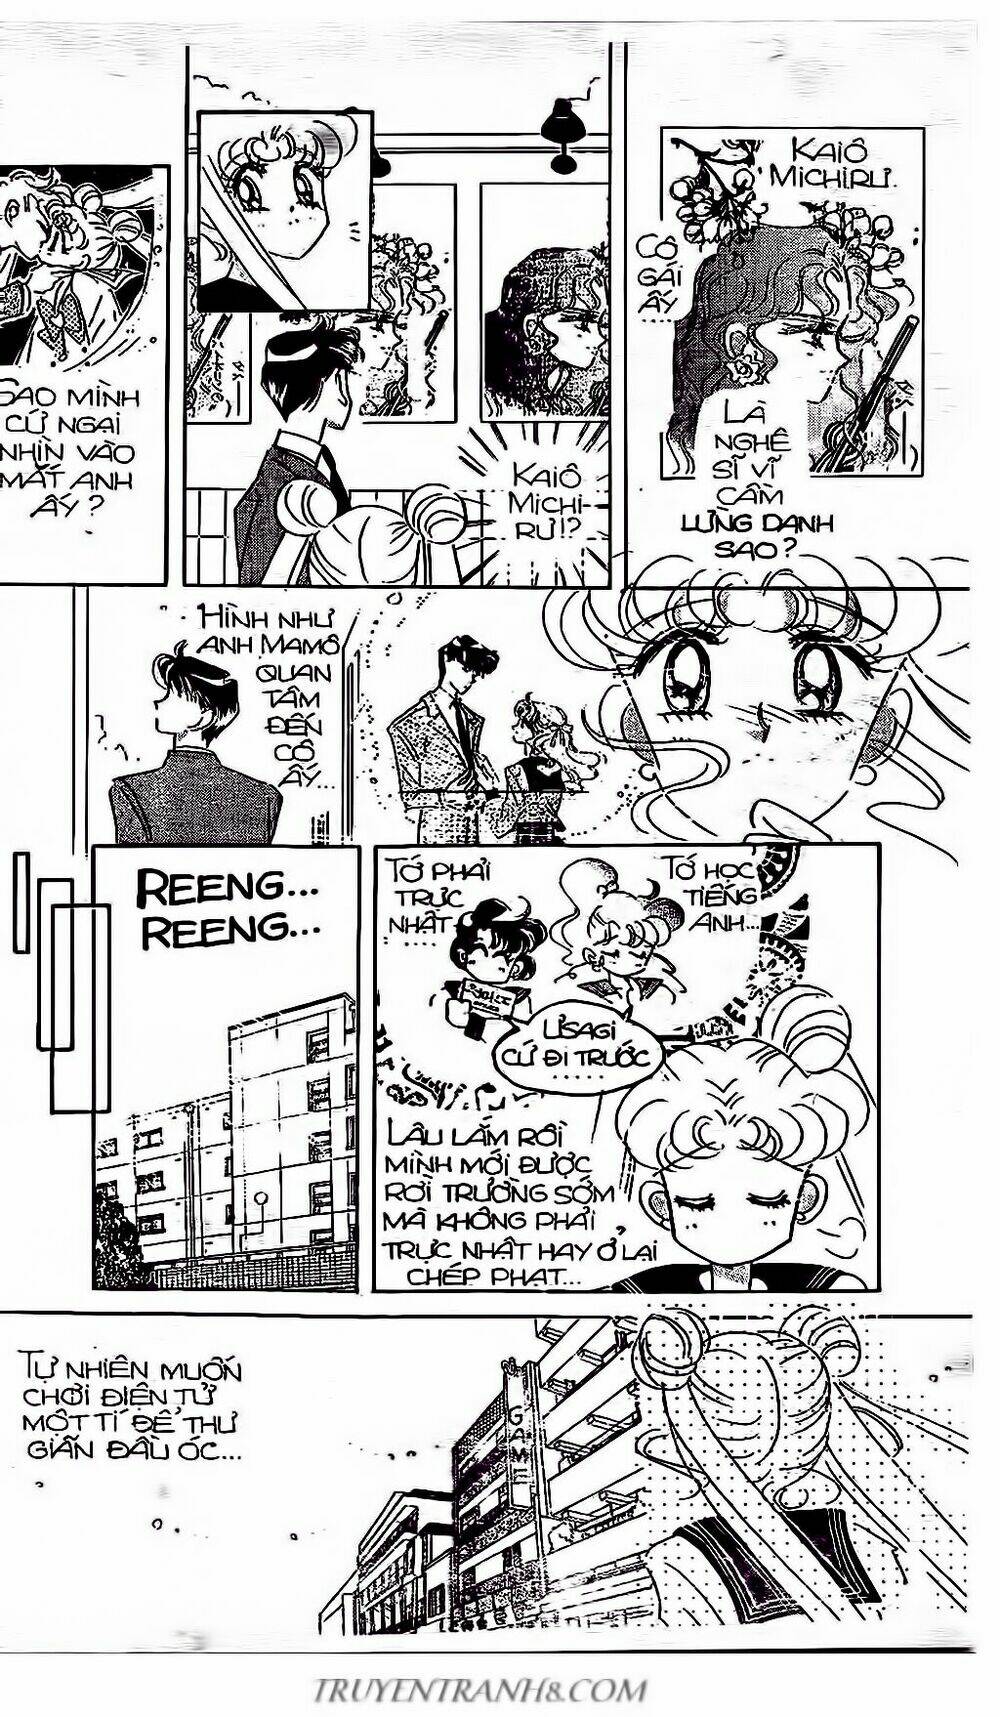 KAIÔ
MICHIRƯ.
CÔ
GÁI
ẤY
LÀ
NGHỆ
SĨ VĨ
CẦM
LỪNG DANH
SAO?
KAIÔ
MICHI-
RƯ!?
SAO MÌNH
CỨ NGẠI
NHÌN VÀO
MẮT ANH
ẤY?
HÌNH NHƯ
ANH MAMÔ
QUAN
TÂM
ĐẾN
CÔ
ẤY...
REENG...
REENG...
TỚ PHẢI
TRỰC
NHẬT
.....
TỚ HỌC
TIẾNG
ANH...
ƯSAGI
CỨ ĐI TRƯỚC
.....
LÂU LẮM RỒI
MÌNH MỚI ĐƯỢC
RỜI TRƯỜNG SỚM
MÀ KHÔNG PHẢI
TRỰC NHẬT HAY Ở LẠI
CHÉP PHẠT...
TỰ NHIÊN MUỐN
CHƠI ĐIỆN TỬ
MỘT TÍ ĐỂ THƯ
GIÃN ĐẦU ÓC...
GAME
TRUYENTRANH8.COM